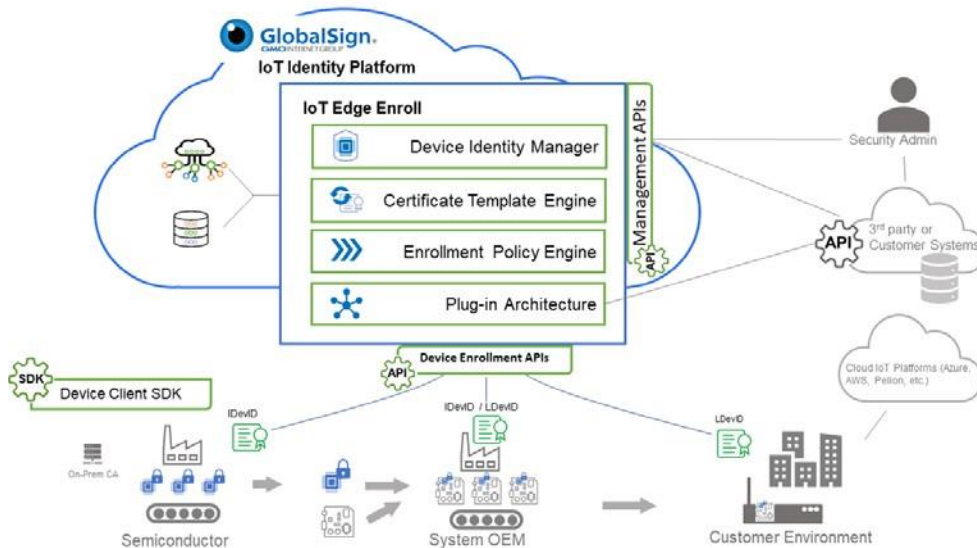 GlobalSign®
GMO INTERNET GROUP
IoT Identity Platform
IoT Edge Enroll
Device Identity Manager
Certificate Template Engine
Enrollment Policy Engine
Plug-in Architecture
Management APIs
API
Security Admin
API
3rd party or
Customer Systems
Device Enrollment APIs
API
Cloud IoT Platforms (Azure,
AWS, Pelion, etc.)
SDK
Device Client SDK
IDevID
IDevID / LDevID
LDevID
On-Prem CA
Semiconductor
System OEM
Customer Environment